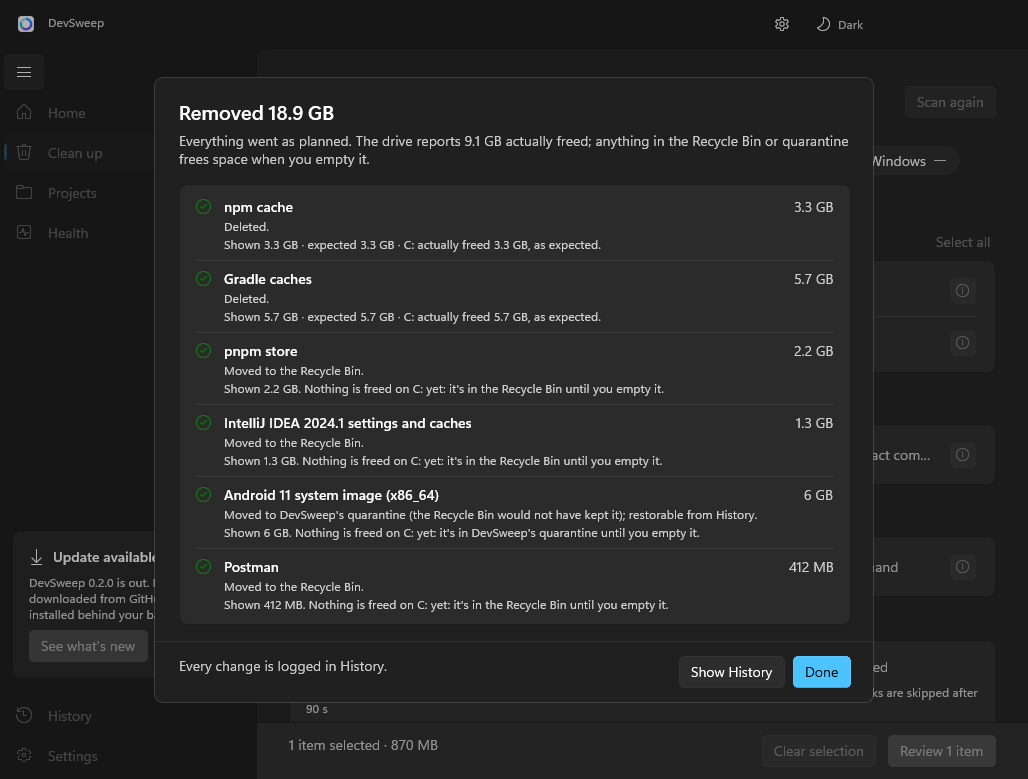 DevSweep
Dark
Home
Clean up
Projects
Health
Scan again
Windows
Select all
Removed 18.9 GB
Everything went as planned. The drive reports 9.1 GB actually freed; anything in the Recycle Bin or quarantine
frees space when you empty it.
npm cache
3.3 GB
Deleted.
Shown 3.3 GB · expected 3.3 GB · C: actually freed 3.3 GB, as expected.
Gradle caches
5.7 GB
Deleted.
Shown 5.7 GB · expected 5.7 GB · C: actually freed 5.7 GB, as expected.
pnpm store
2.2 GB
Moved to the Recycle Bin.
Shown 2.2 GB. Nothing is freed on C: yet: it's in the Recycle Bin until you empty it.
IntelliJ IDEA 2024.1 settings and caches
1.3 GB
Moved to the Recycle Bin.
Shown 1.3 GB. Nothing is freed on C: yet: it's in the Recycle Bin until you empty it.
Android 11 system image (x86_64)
6 GB
Moved to DevSweep's quarantine (the Recycle Bin would not have kept it); restorable from History.
Shown 6 GB. Nothing is freed on C: yet: it's in DevSweep's quarantine until you empty it.
Postman
412 MB
Moved to the Recycle Bin.
Shown 412 MB. Nothing is freed on C: yet: it's in the Recycle Bin until you empty it.
Every change is logged in History.
Show History
Done
Update available
DevSweep 0.2.0 is out.
downloaded from GitH
installed behind your
See what's new
History
Settings
com...
are skipped after
90 s
1 item selected · 870 MB
Clear selection
Review 1 item